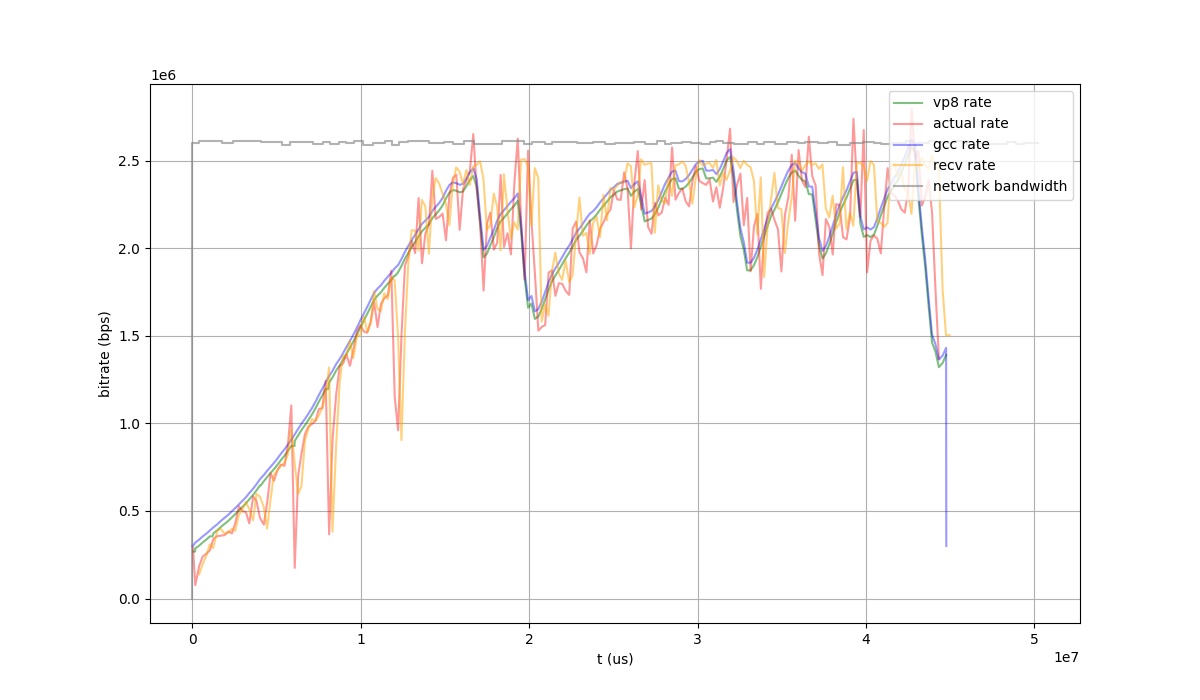 1e6
vp8 rate
actual rate
gcc rate
recv rate
network bandwidth
2.5
2.0
1.5
1.0
0.5
0.0
bitrate (bps)
0 1 2 3 4 5
t (us)
1e7